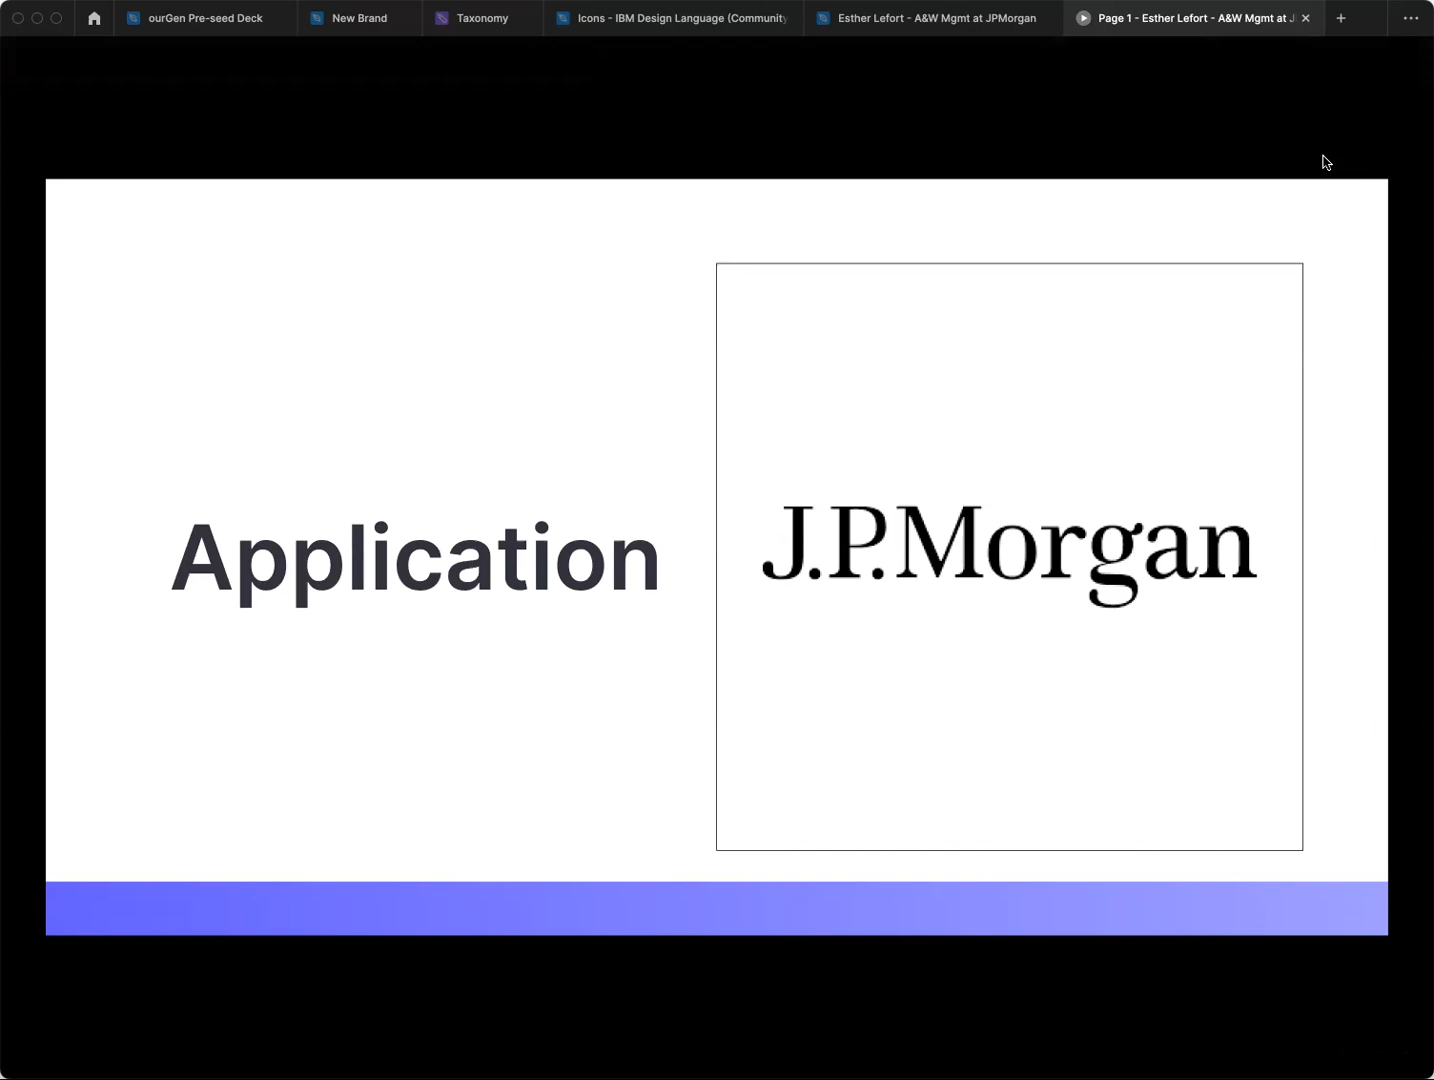 ourGen Pre-seed Deck
New Brand
Taxonomy
Icons - IBM Design Language (Community
Esther Lefort - A&W Mgmt at JPMorgan
Page 1 - Esther Lefort - A&W Mgmt at J
Application
J.P.Morgan